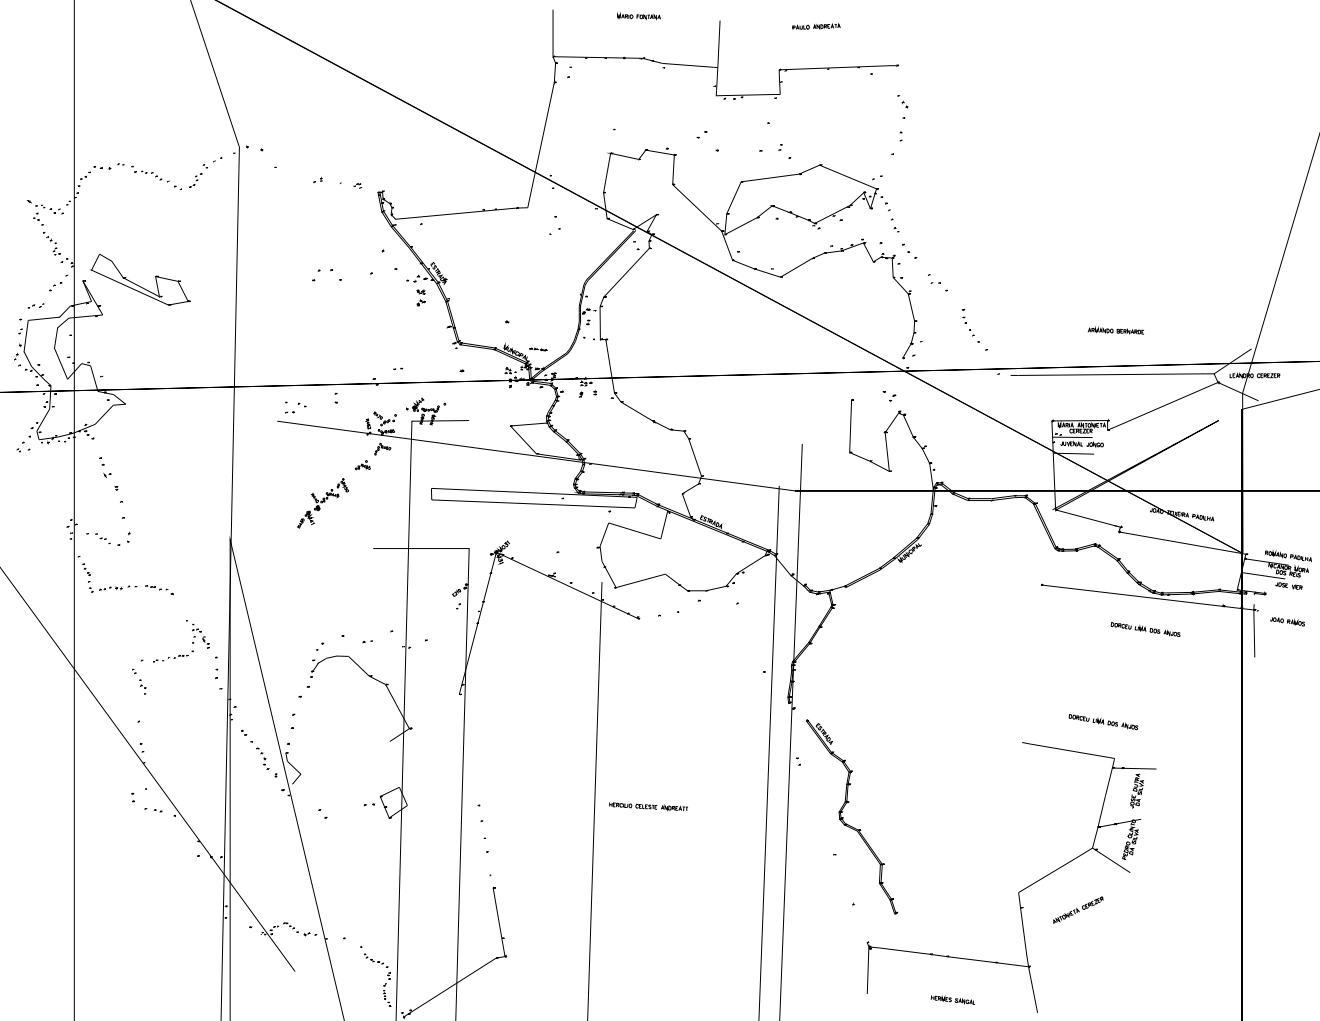 MARIO FONTANA
PAULO ANDREATA
ESTRADA
MUNICIPAL
ARMANDO BERNARDE
LEANDRO CEREZER
MARIA ANTONIETA
CEREZER
JUVENAL JONGO
JOAO TEIXEIRA PADILHA
ESTRADA
MUNICIPAL
ROMANO PADILHA
NICANOR MORA
DOS REIS
JOSE VIER
JOAO RAMOS
DORCEU LIMA DOS ANJOS
DORCEU LIMA DOS ANJOS
ESTRADA
JOSE DUTRA
DA SILVA
HERCILIO CELESTE ANDREATT
PEDRO OLINTO
DA SILVA
ANTONIETA CEREZER
HERMES SANGAL